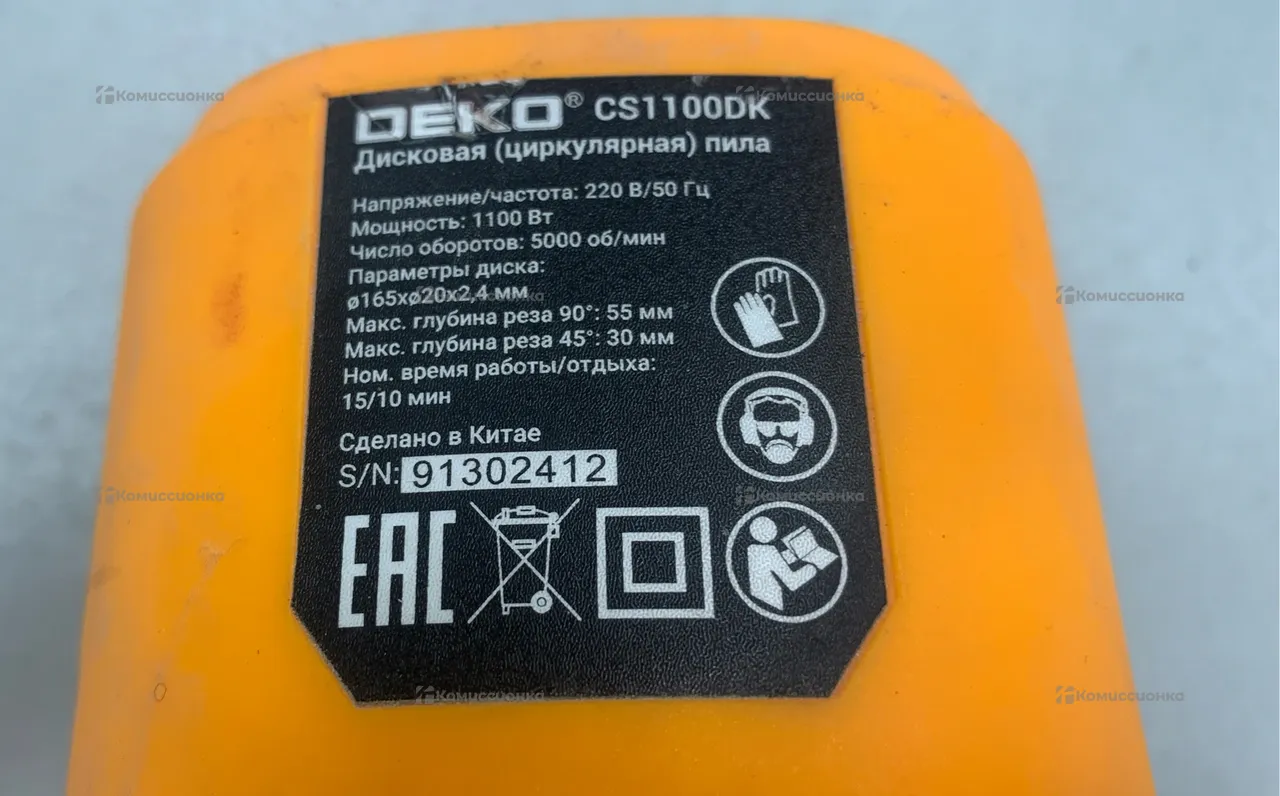 DEKO® CS1100DK
Дисковая (циркулярная) пила
Напряжение/частота: 220 В/50 Гц
Мощность: 1100 Вт
Число оборотов: 5000 об/мин
Параметры диска:
ø165xø20x2,4 мм
Макс. глубина реза 90°: 55 мм
Макс. глубина реза 45°: 30 мм
Ном. время работы/отдыха:
15/10 мин
Сделано в Китае
S/N: 91302412
EAC
Комиссионка
Комиссионка
Комиссионка
Комиссионка
Комиссионка
Комиссионка
Комиссионка
Комиссионка